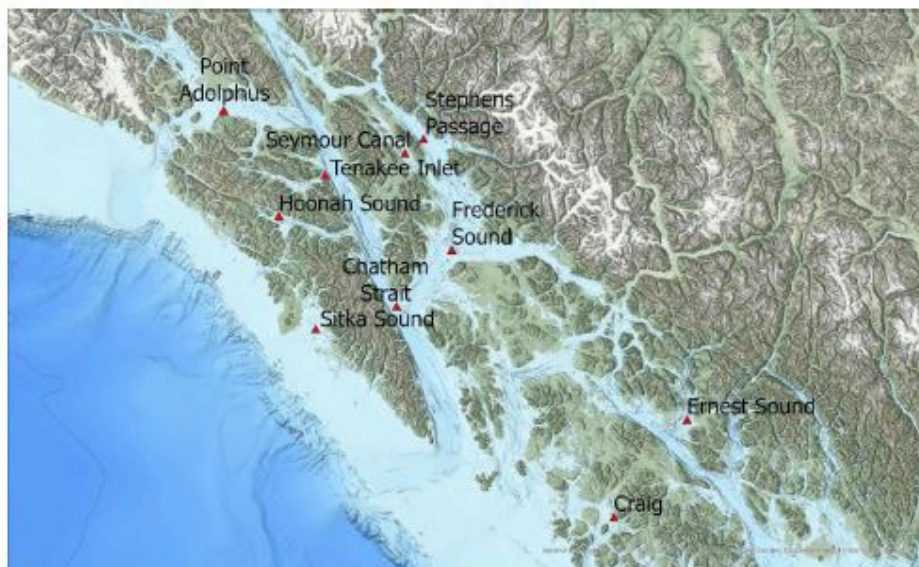 Point
Adolphus
Stephens
Passage
Seymour Canal
Tenakee Inlet
Hoonah Sound
Frederick
Sound
Chatham
Strait
Sitka Sound
Ernest Sound
Craig